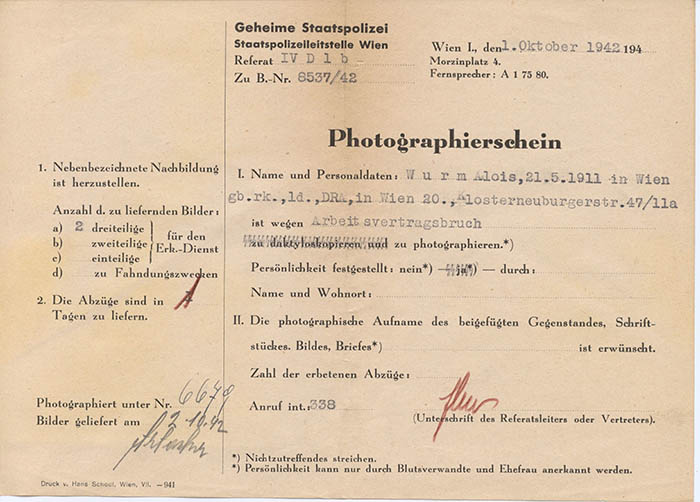 Geheime Staatspolizei
Staatspolizeileitstelle Wien
Referat IV D 1 b
Zu B.-Nr. 8537/42
Wien I., den 1. Oktober 1942 194
Morzinplatz 4.
Fernsprecher: A 1 75 80.
Photographierschein
1. Nebenbezeichnete Nachbildung
ist herzustellen.
Anzahl d. zu liefernden Bilder:
a) 2 dreiteilige
b) zweiteilige
c) einteilige
für den
Erk.-Dienst
d) zu Fahndungszwecken
2. Die Abzüge sind in
Tagen zu liefern.
Photographiert unter Nr. 6679
Bilder geliefert am 2 10.42
I. Name und Personaldaten: W u r m Alois, 21.5.1911 in Wien
gb.rk., ld., DRA, in Wien 20., Klosterneuburgerstr. 47/11a
ist wegen Arbeitsvertragsbruch
zu daktyloskopieren und zu photographieren.*)
Persönlichkeit festgestellt: nein*) — ja*) — durch:
Name und Wohnort:
II. Die photographische Aufname des beigefügten Gegenstandes, Schrift-
stückes, Bildes, Briefes*) ist erwünscht.
Zahl der erbetenen Abzüge:
Anruf int.: 338
(Unterschrift des Referatsleiters oder Vertreters).
*) Nichtzutreffendes streichen.
*) Persönlichkeit kann nur durch Blutsverwandte und Ehefrau anerkannt werden.
Druck v. Hans Scheel, Wien, VII. —941